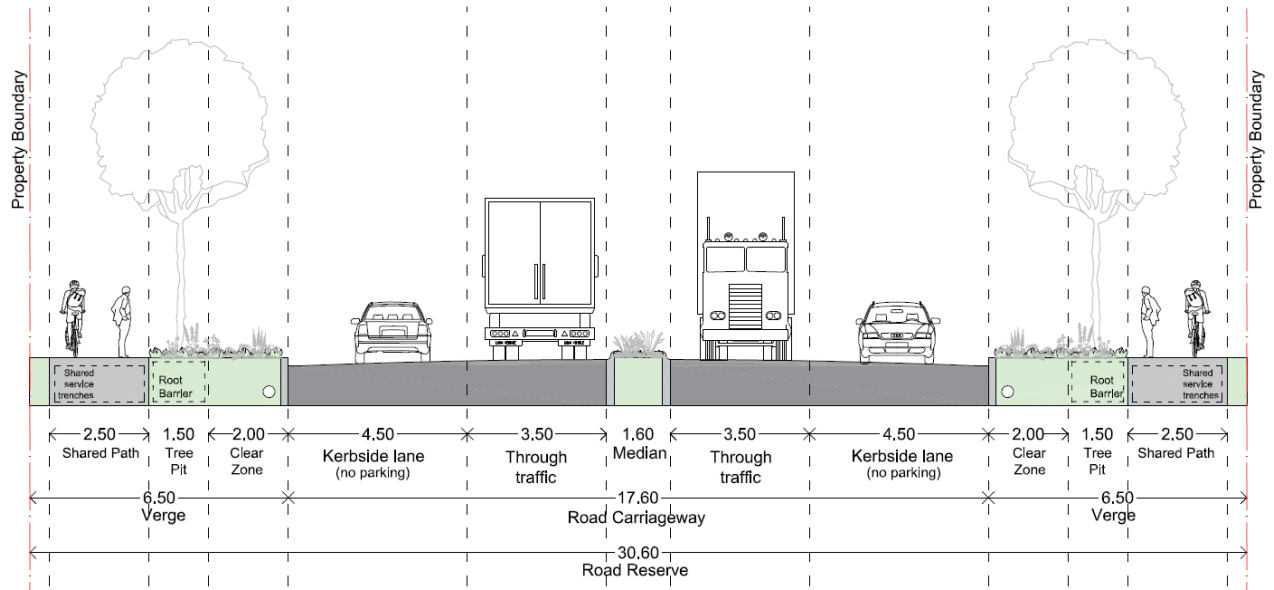 Property Boundary
Property Boundary
Shared
service
trenches
Root
Barrier
Root
Barrier
Shared
service
trenches
2.50
Shared Path
1.50
Tree
Pit
2.00
Clear
Zone
4.50
Kerbside lane
(no parking)
3.50
Through
traffic
1.60
Median
3.50
Through
traffic
4.50
Kerbside lane
(no parking)
2.00
Clear
Zone
1.50
Tree
Pit
2.50
Shared Path
6.50
Verge
17.60
Road Carriageway
6.50
Verge
30.60
Road Reserve